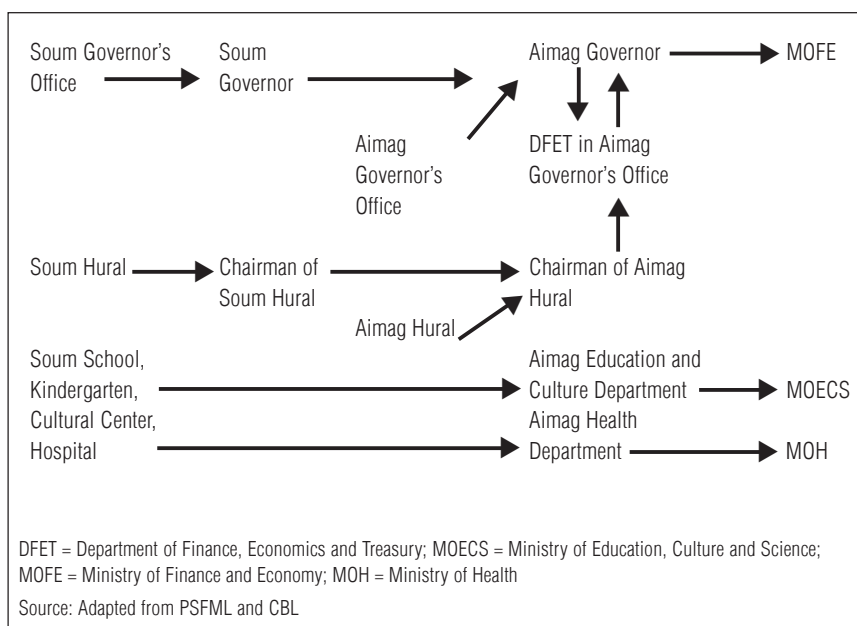 Soum Governor’s Office
Soum Governor
Aimag Governor
MOFE
Aimag
Governor’s
Office
DFET in Aimag
Governor’s Office
Soum Hural
Chairman of
Soum Hural
Chairman of Aimag
Hural
Aimag Hural
Soum School,
Kindergarten,
Cultural Center,
Hospital
Aimag Education and
Culture Department
MOECS
Aimag Health
Department
MOH
DFET = Department of Finance, Economics and Treasury; MOECS = Ministry of Education, Culture and Science;
MOFE = Ministry of Finance and Economy; MOH = Ministry of Health
Source: Adapted from PSFML and CBL